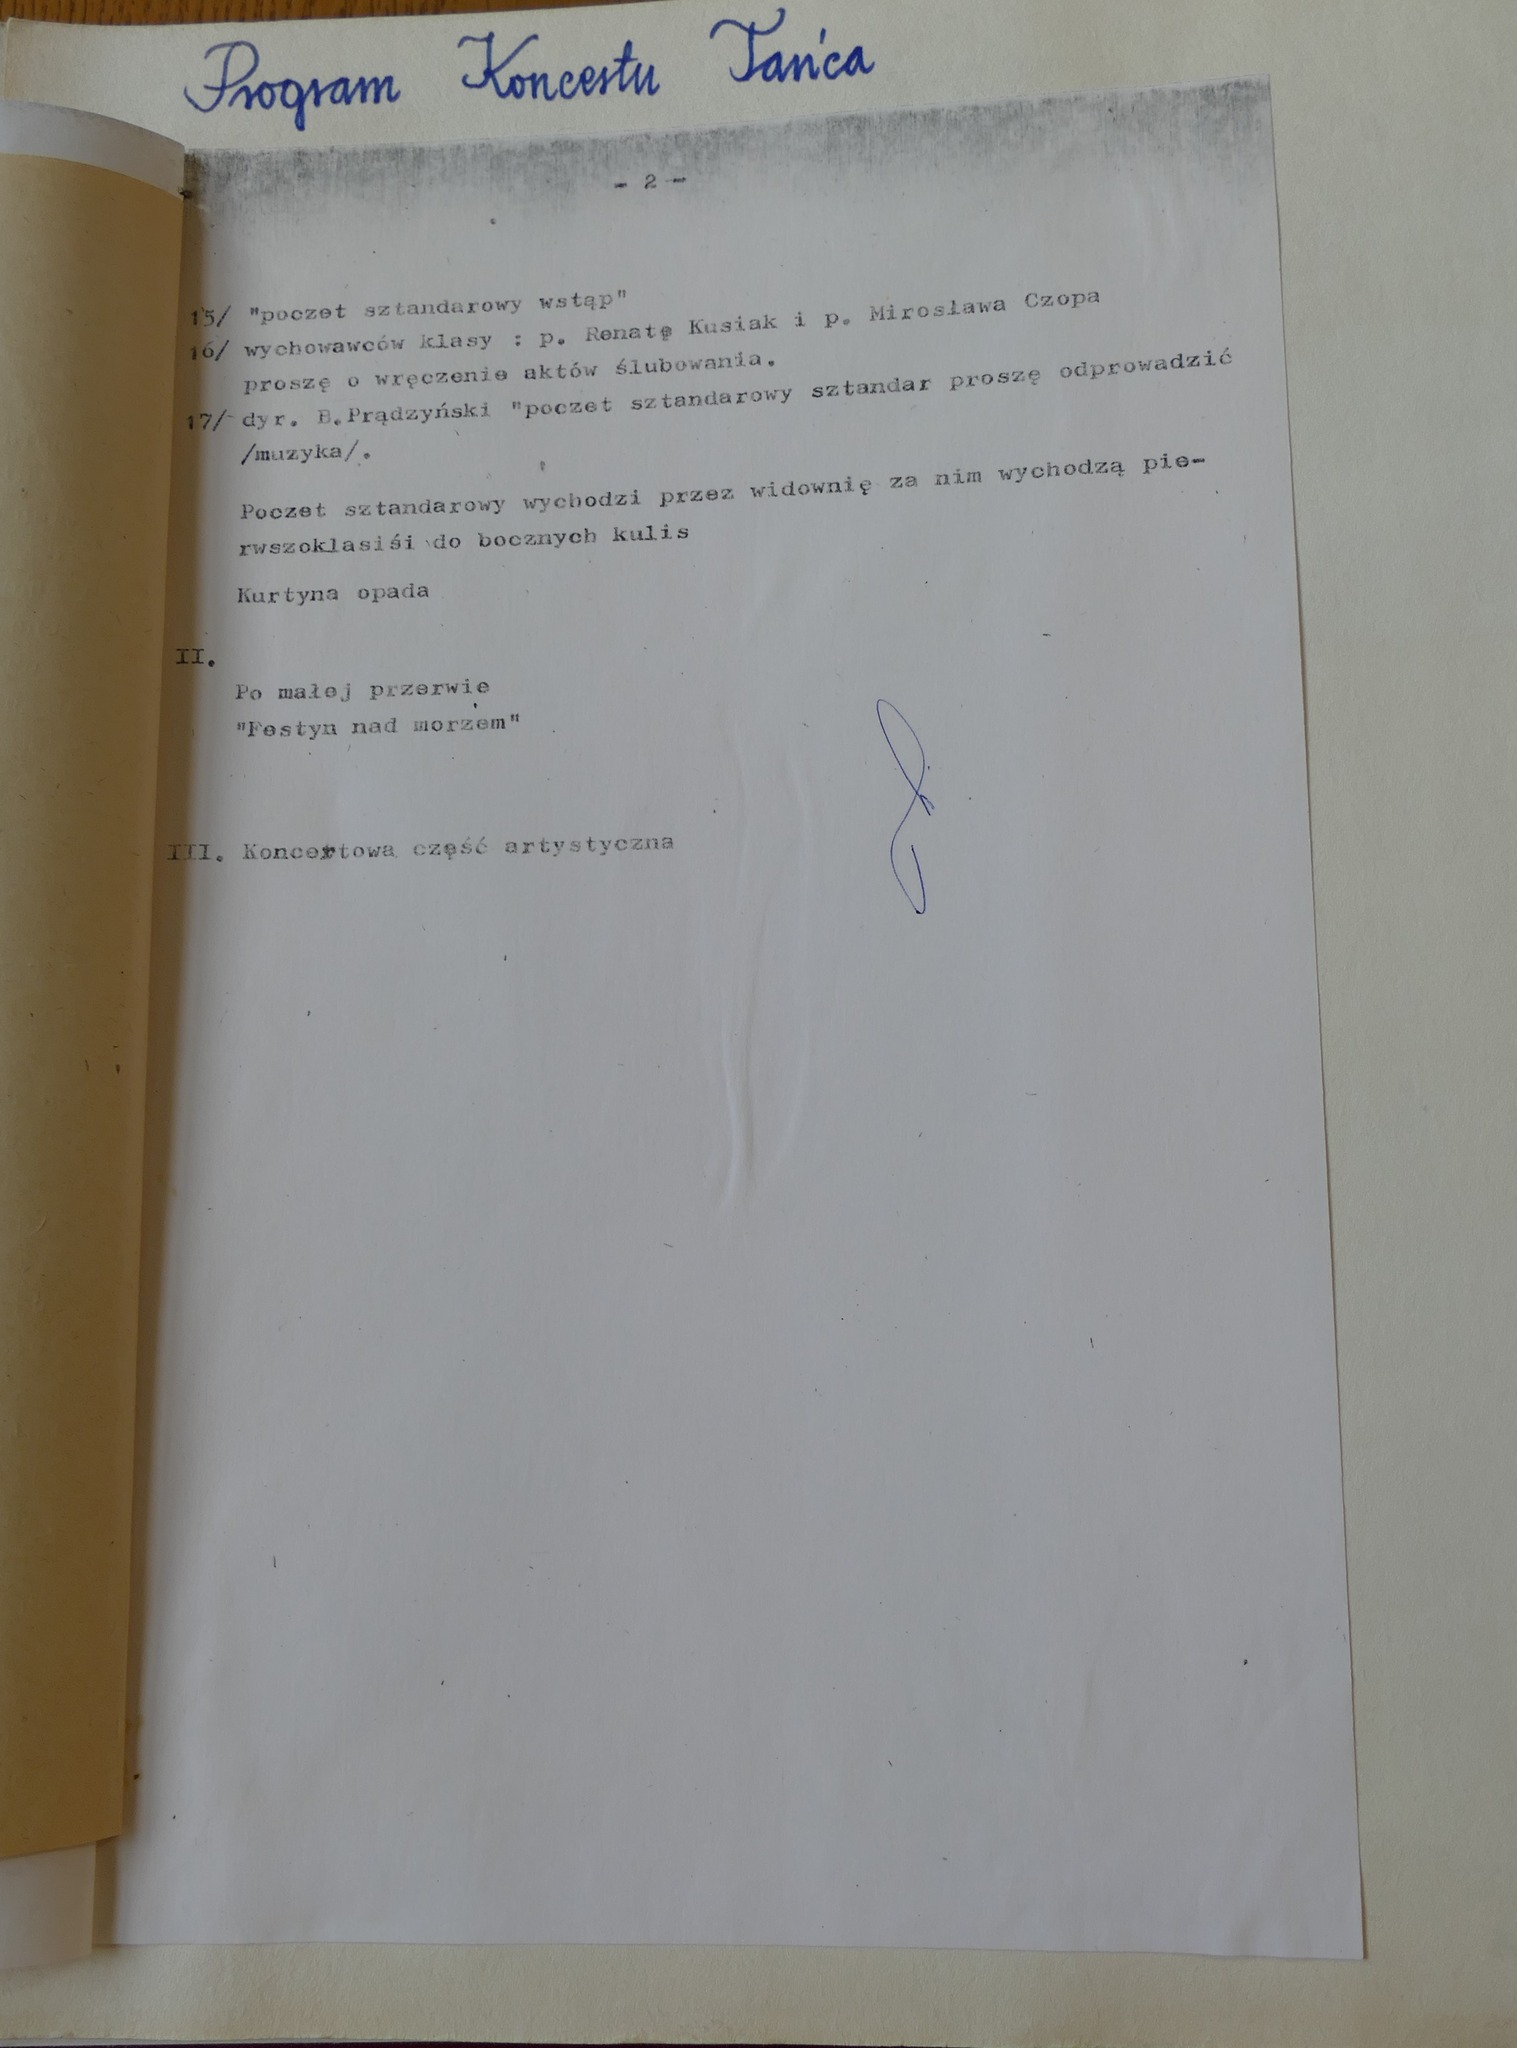 Program Koncertu Tańca
- 2 -
15/ "poczet sztandarowy wstąp"
16/ wychowawców klasy : p. Renatę Kusiak i p. Mirosława Czopa
proszę o wręczenie aktów ślubowania.
17/ dyr. B.Prądzyński "poczet sztandarowy sztandar proszę odprowadzić
/muzyka/.
Poczet sztandarowy wychodzi przez widownię za nim wychodzą pie-
rwszoklasiśi do bocznych kulis
Kurtyna opada
II.
Po małej przerwie
"Festyn nad morzem"
III. Koncertowa część artystyczna